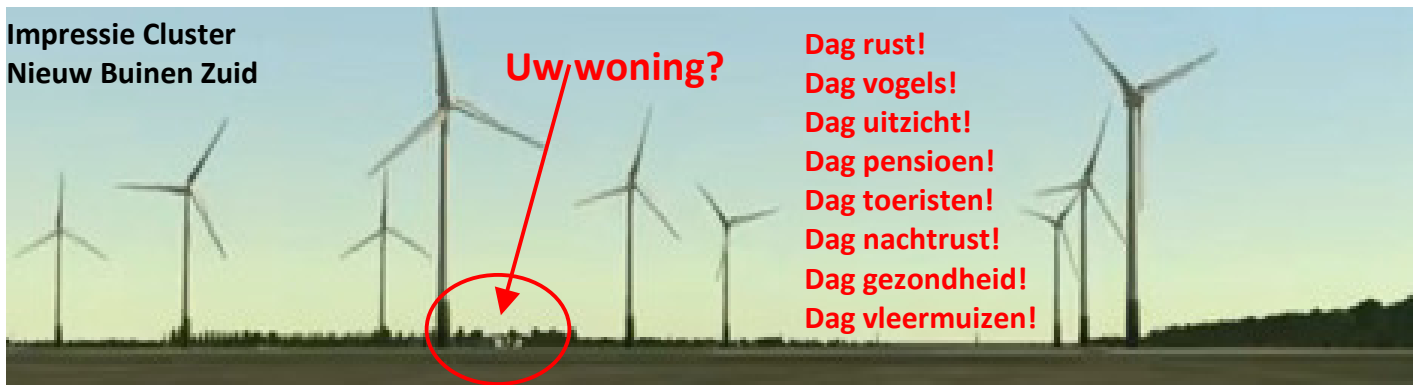 Impressie Cluster
Nieuw Buinen Zuid
Uw woning?
Dag rust!
Dag vogels!
Dag uitzicht!
Dag pensioen!
Dag toeristen!
Dag nachtrust!
Dag gezondheid!
Dag vleermuizen!